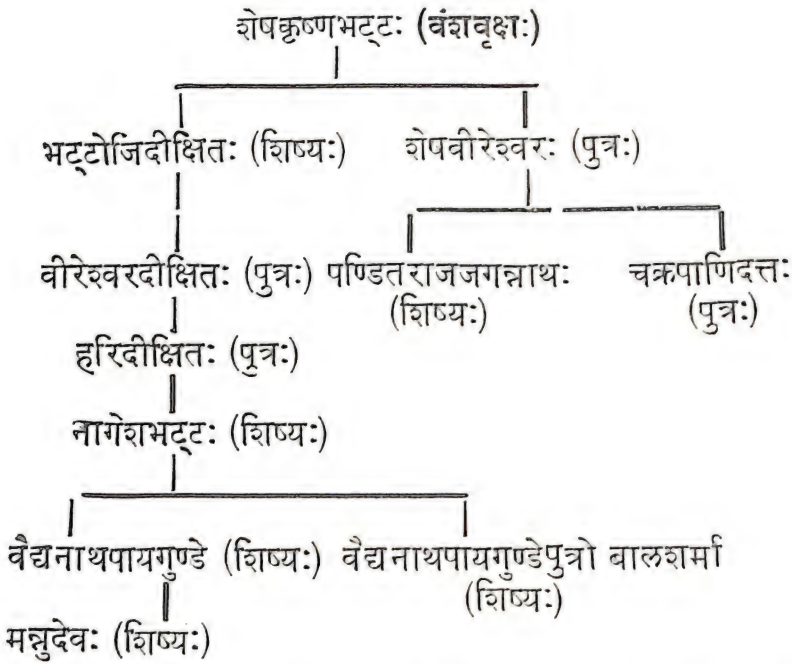 शेषकृष्णभट्टः (वंशवृक्षः)
भट्टोजिदीक्षितः (शिष्यः) शेषवीरेश्वरः (पुत्रः)
वीरेश्वरदीक्षितः (पुत्रः) पण्डितराजजगन्नाथः चक्रपाणिदत्तः
(शिष्यः) (पुत्रः)
हरिदीक्षितः (पुत्रः)
नागेशभट्टः (शिष्यः)
वैद्यनाथपायगुण्डे (शिष्यः) वैद्यनाथपायगुण्डेपुत्रो बालशर्मा
(शिष्यः)
मन्नुदेवः (शिष्यः)